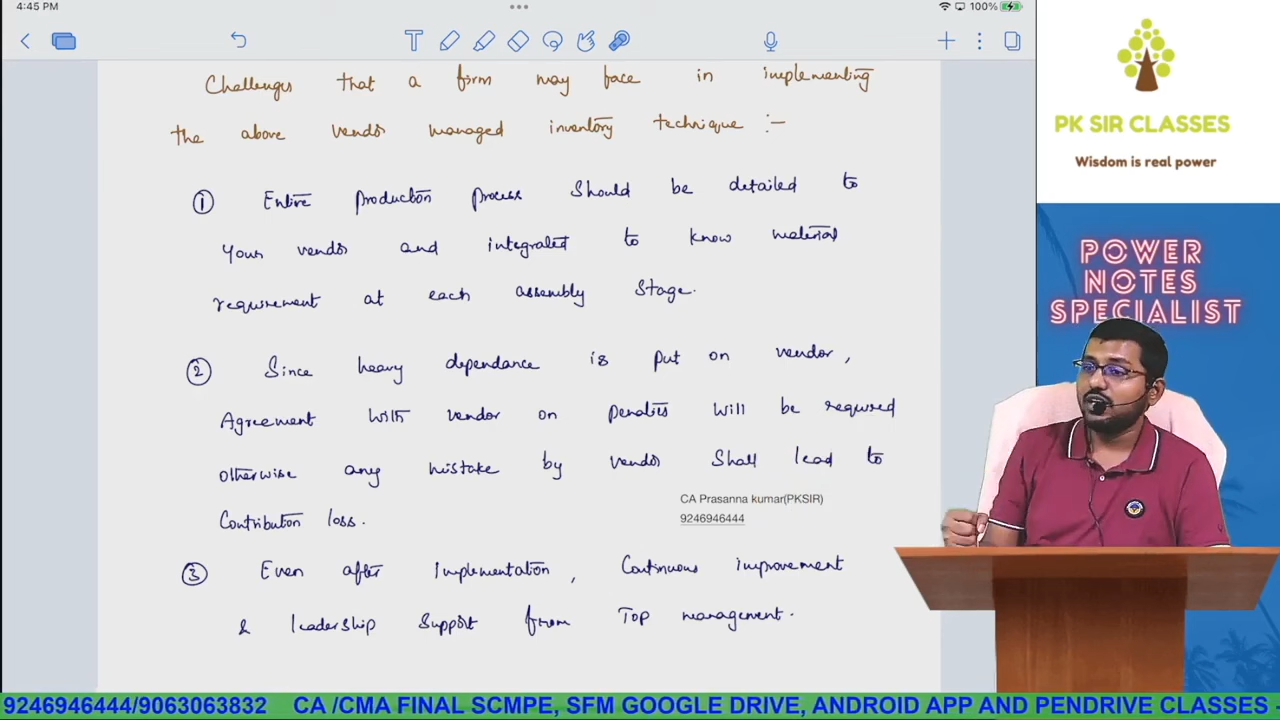 4:45 PM
100%
Challenges that a firm may face in implementing
the above vendor managed inventory technique :-
① Entire production process should be detailed to
your vendor and integrated to know material
requirement at each assembly stage.
② Since heavy dependance is put on vendor,
Agreement with vendor on penalties will be required
otherwise any mistake by vendor shall lead to
Contribution loss.
CA Prasanna kumar(PKSIR)
9246946444
③ Even after implementation, Continuous improvement
& leadership support from Top management.
PK SIR CLASSES
Wisdom is real power
POWER
NOTES
SPECIALIST
9246946444/9063063832 CA /CMA FINAL SCMPE, SFM GOOGLE DRIVE, ANDROID APP AND PENDRIVE CLASSES -